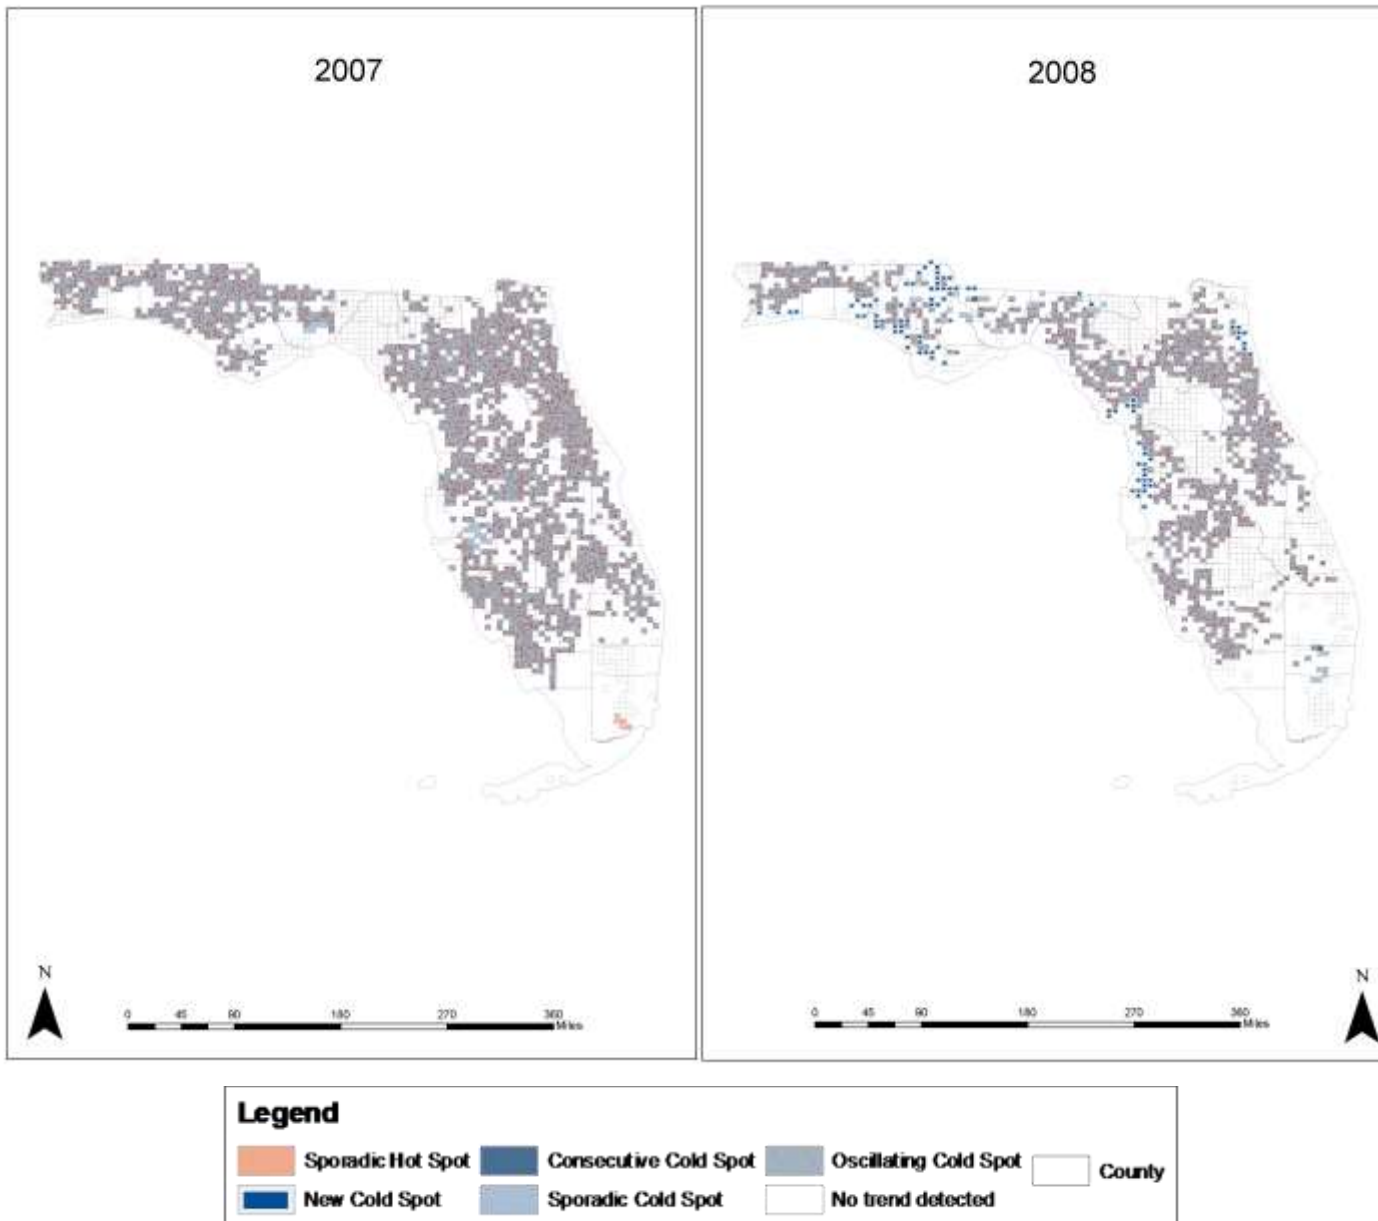 2007
2008
N
0 45 90 180 270 360
Miles
N
0 45 90 180 270 360
Miles
Legend
Sporadic Hot Spot Consecutive Cold Spot Oscillating Cold Spot County
New Cold Spot Sporadic Cold Spot No trend detected